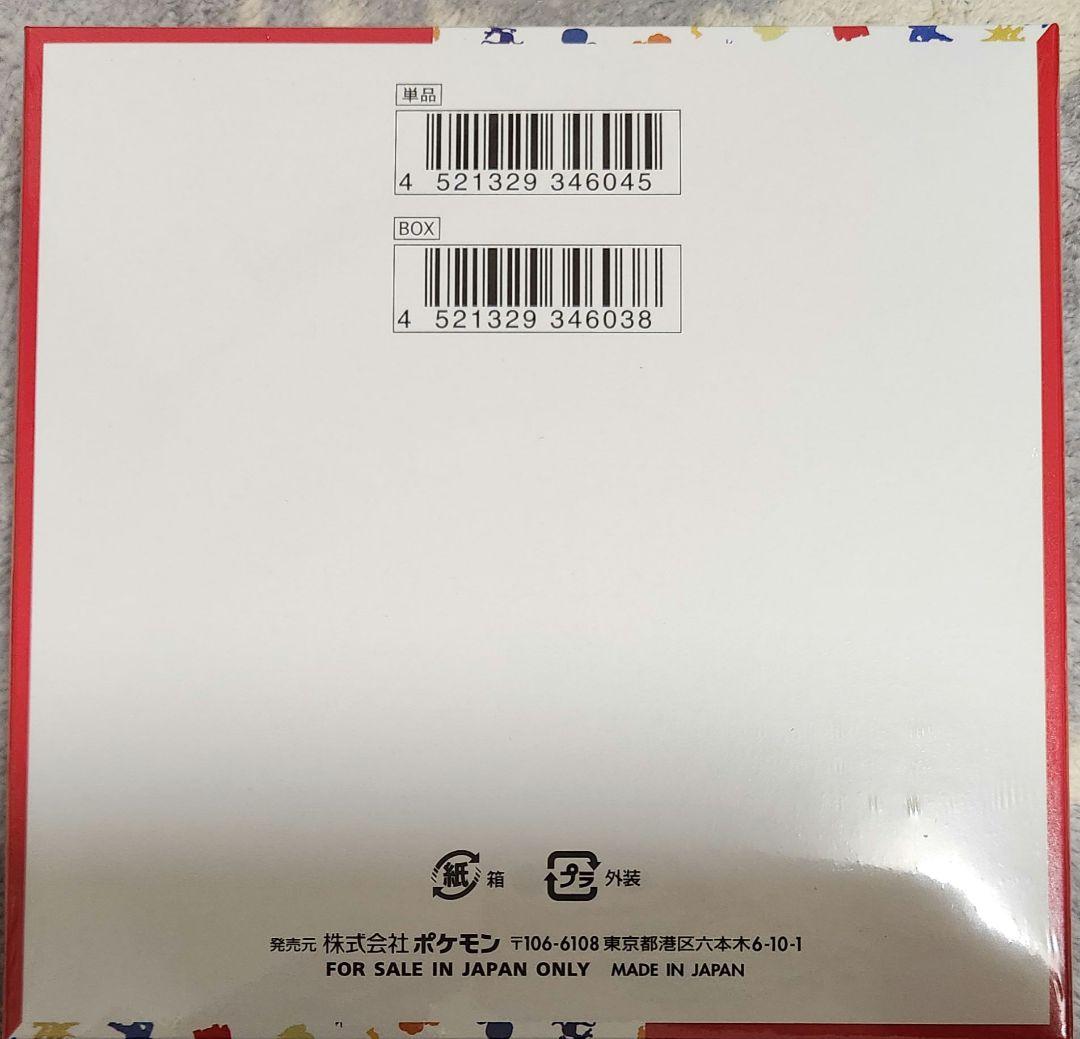 単品
4 521329 346045
BOX
4 521329 346038
紙 箱 プラ 外装
発売元 株式会社 ポケモン 〒106-6108 東京都港区六本木6-10-1
FOR SALE IN JAPAN ONLY MADE IN JAPAN